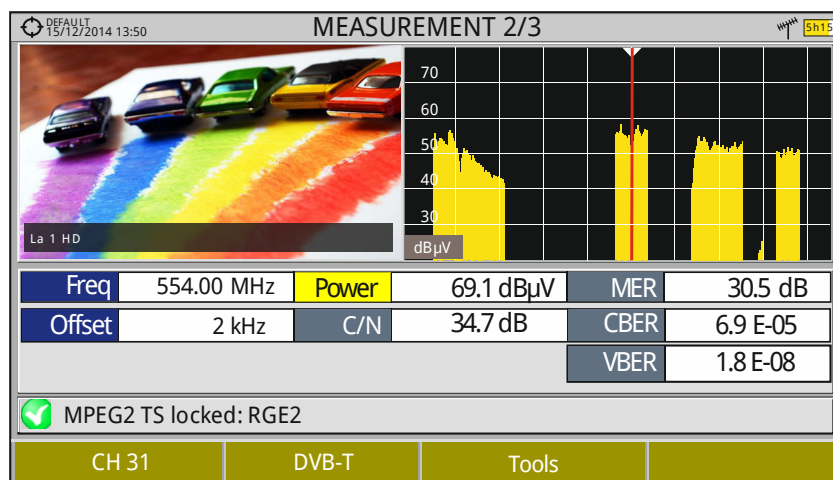 DEFAULT
15/12/2014 13:50
MEASUREMENT 2/3
5h15
70
60
50
40
30
dBμV
La 1 HD
Freq 554.00 MHz Power 69.1 dBμV MER 30.5 dB
Offset 2 kHz C/N 34.7 dB CBER 6.9 E-05
VBER 1.8 E-08
MPEG2 TS locked: RGE2
CH 31 DVB-T Tools